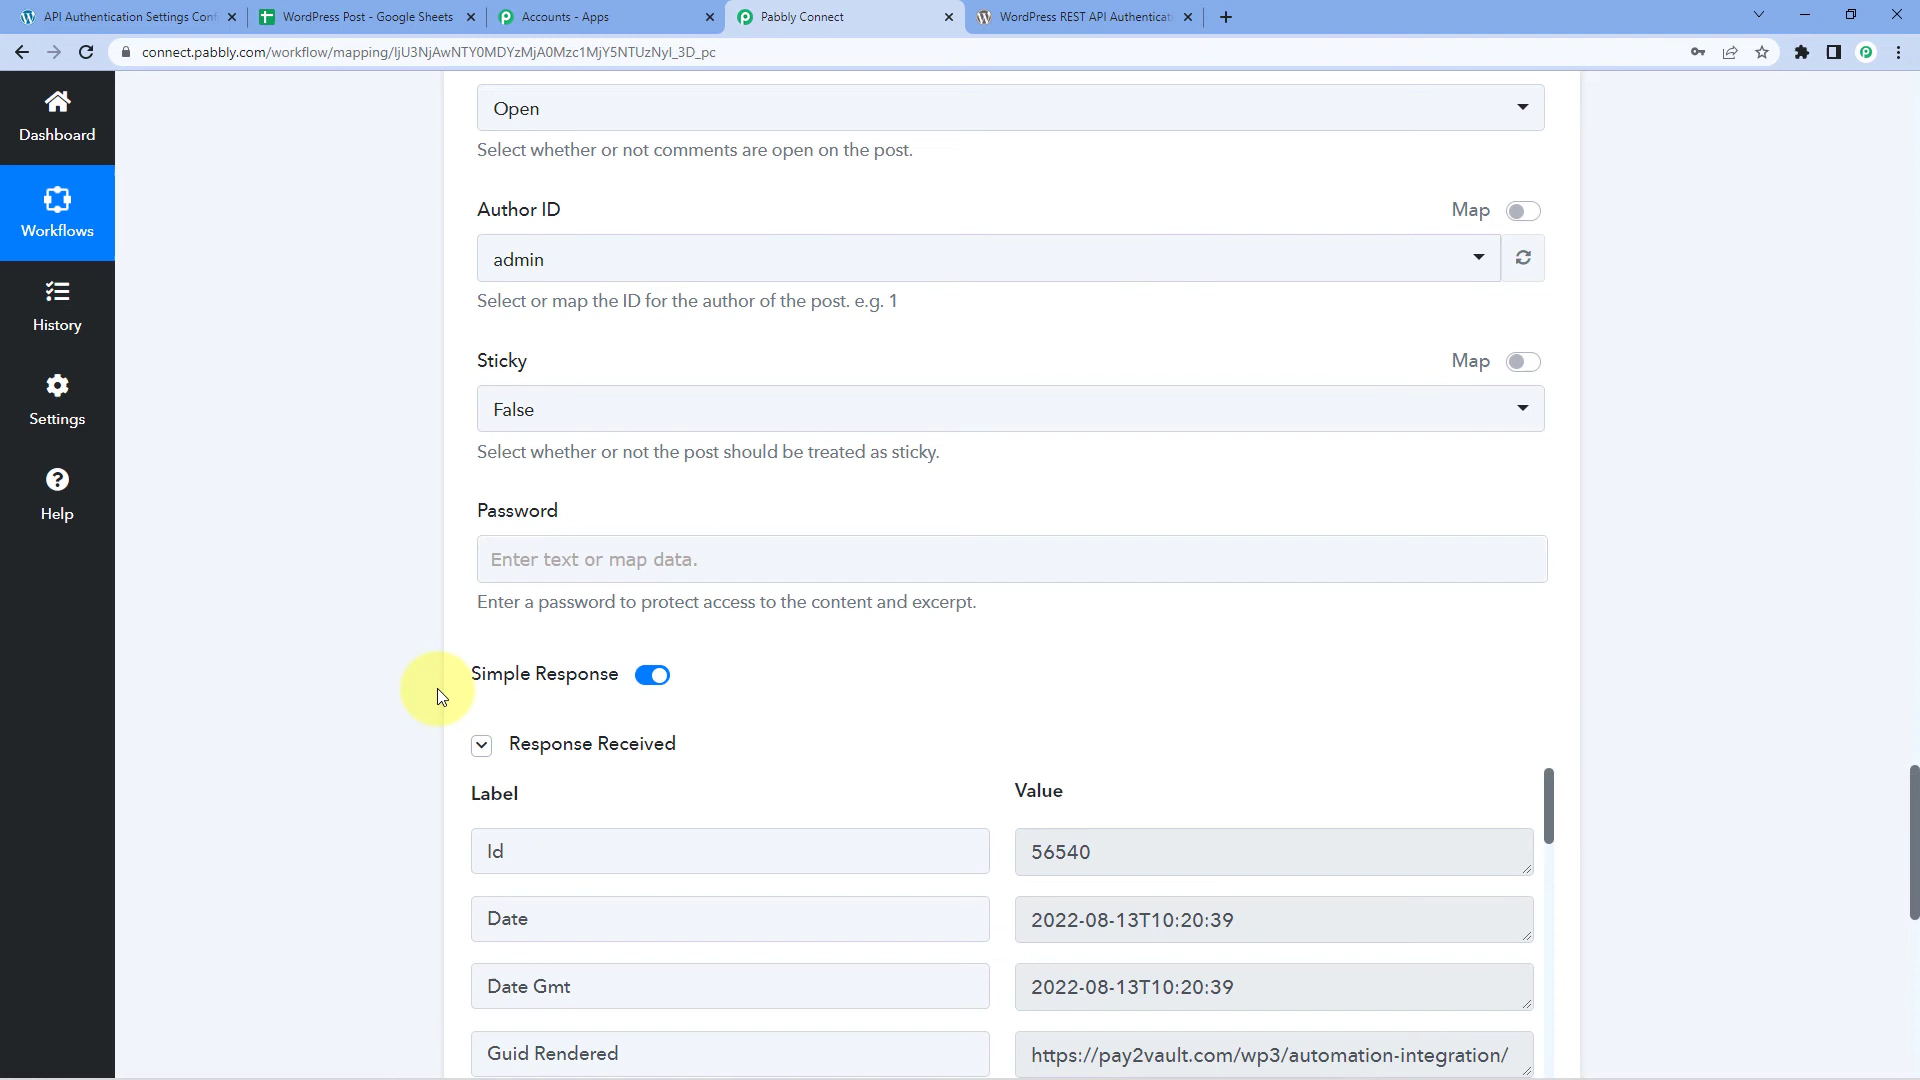 API Authentication Settings Conf
WordPress Post - Google Sheets
Accounts - Apps
Pabbly Connect
WordPress REST API Authenticat
connect.pabbly.com/workflow/mapping/IjU3NjAwNTY0MDYzMjA0Mzc1MjY5NTUzNyI_3D_pc
Dashboard
Workflows
History
Settings
Help
Open
Select whether or not comments are open on the post.
Author ID
Map
admin
Select or map the ID for the author of the post. e.g. 1
Sticky
Map
False
Select whether or not the post should be treated as sticky.
Password
Enter text or map data.
Enter a password to protect access to the content and excerpt.
Simple Response
Response Received
Label
Value
Id
56540
Date
2022-08-13T10:20:39
Date Gmt
2022-08-13T10:20:39
Guid Rendered
https://pay2vault.com/wp3/automation-integration/